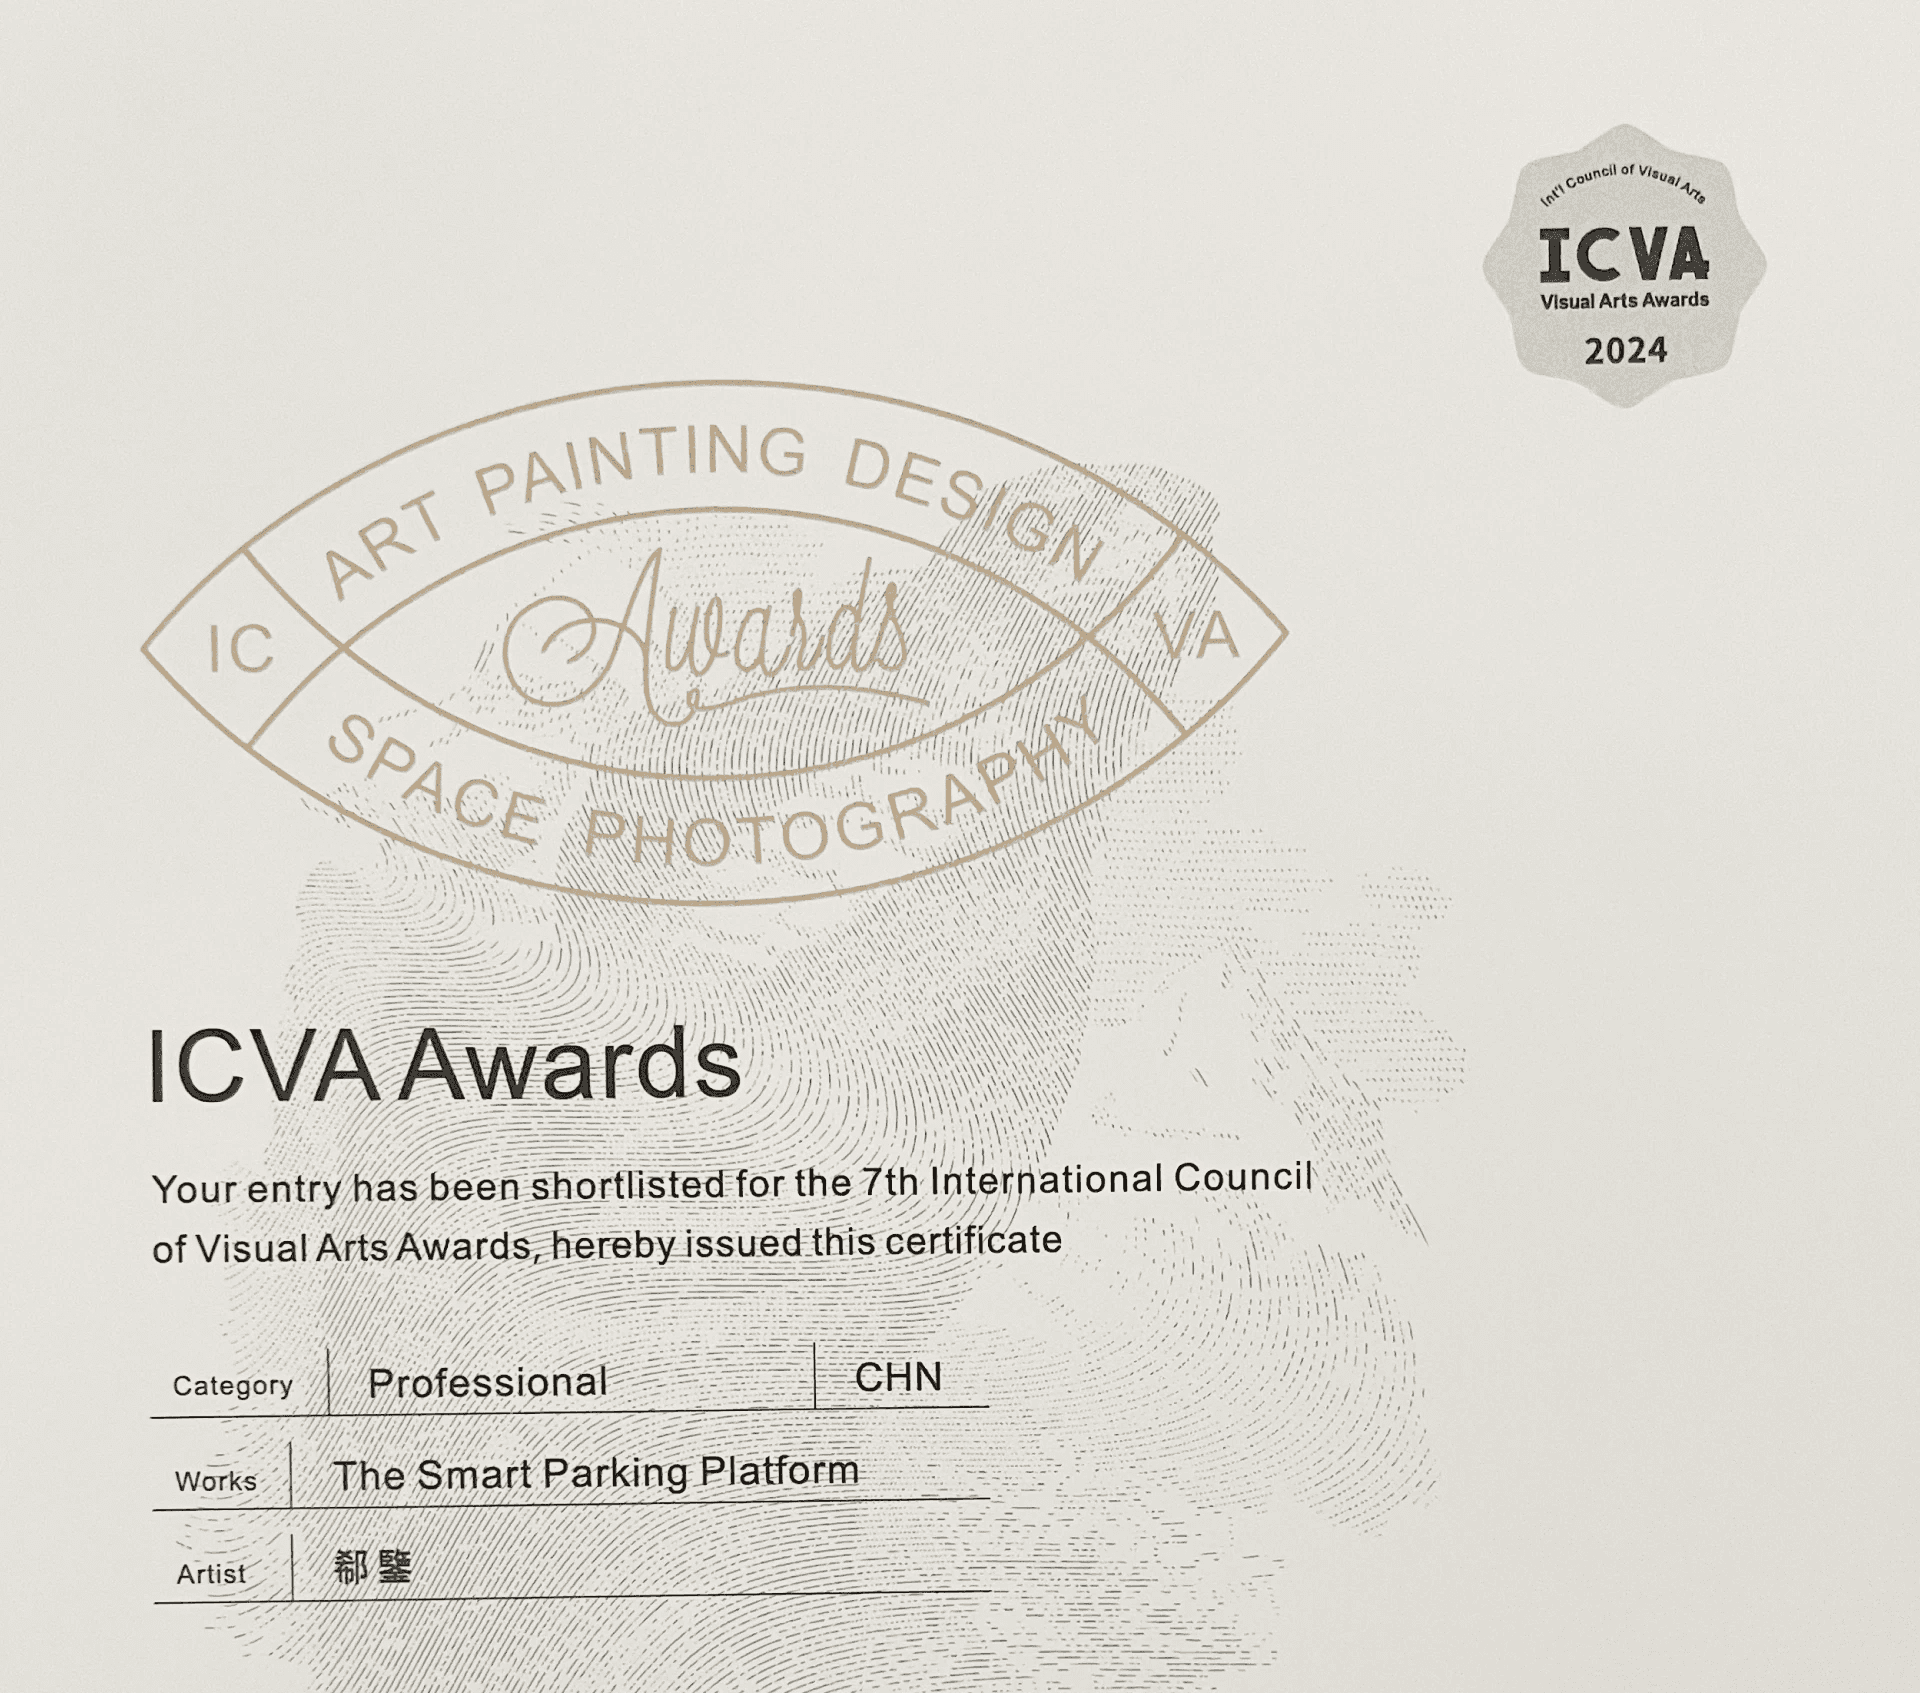 Int'l Council of Visual Arts
ICVA
Visual Arts Awards
2024
ART PAINTING DESIGN
IC
Awards
VA
SPACE PHOTOGRAPHY
ICVA Awards
Your entry has been shortlisted for the 7th International Council
of Visual Arts Awards, hereby issued this certificate
Category Professional CHN
Works The Smart Parking Platform
Artist